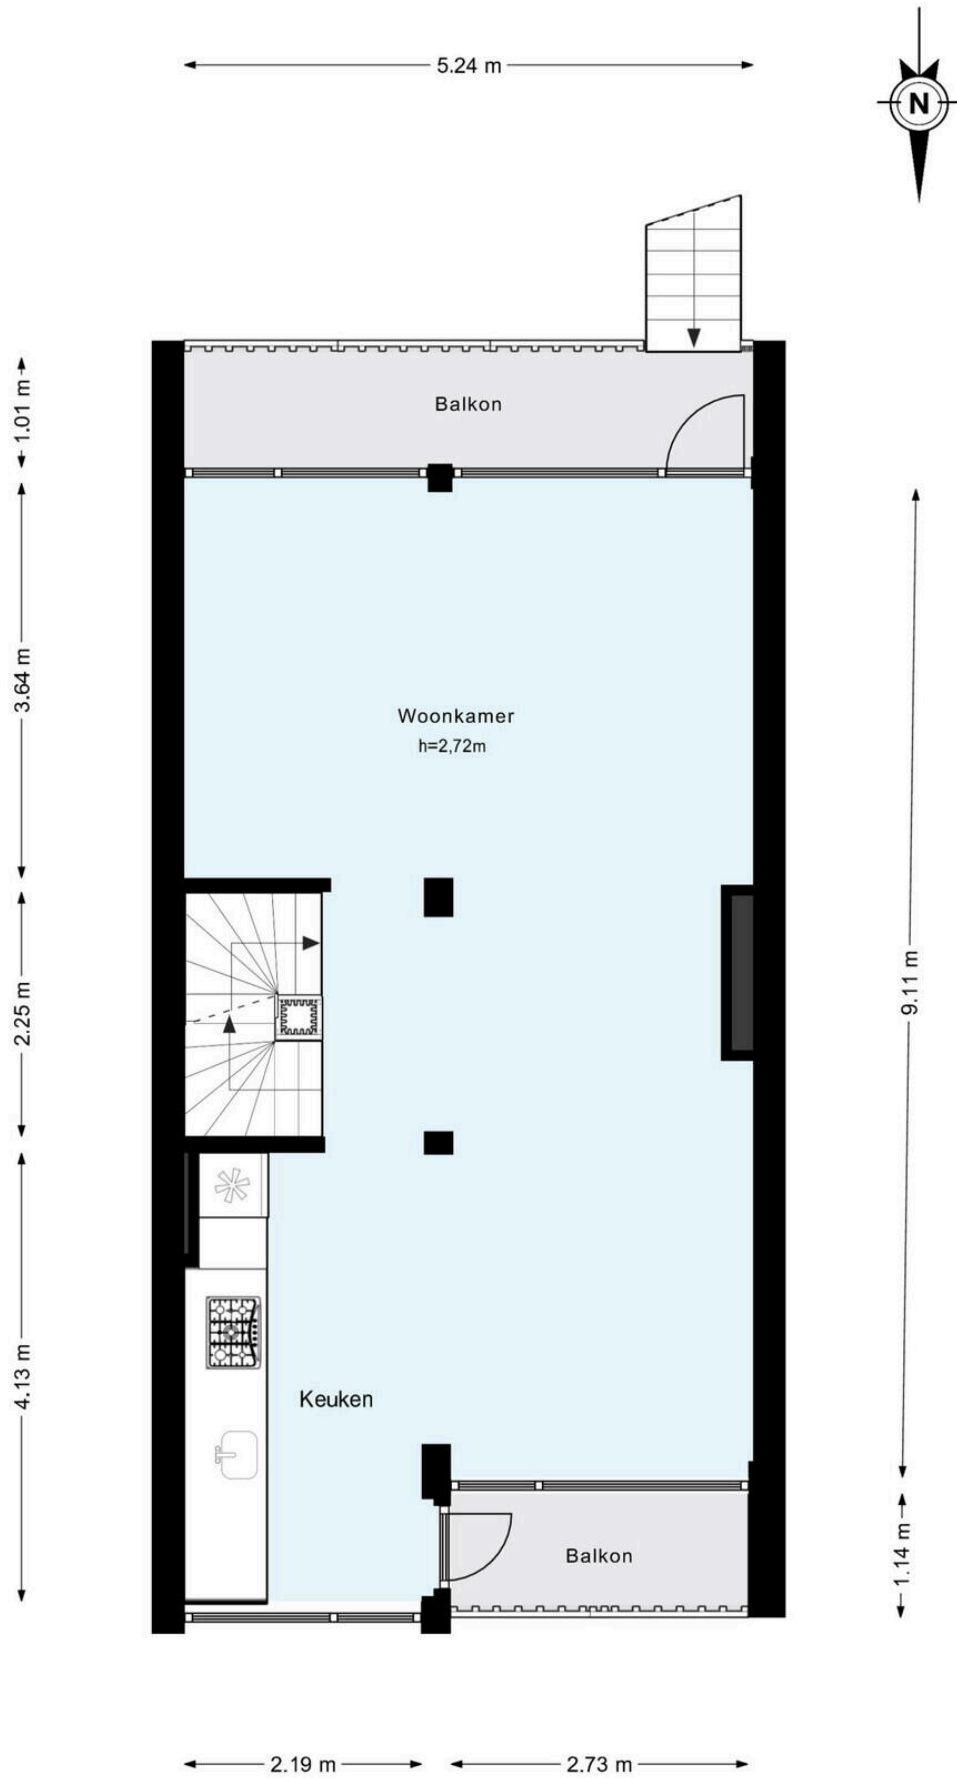 5.24 m
N
1.01 m
Balkon
3.64 m
Woonkamer
h=2,72m
2.25 m
9.11 m
4.13 m
Keuken
1.14 m
Balkon
2.19 m
2.73 m